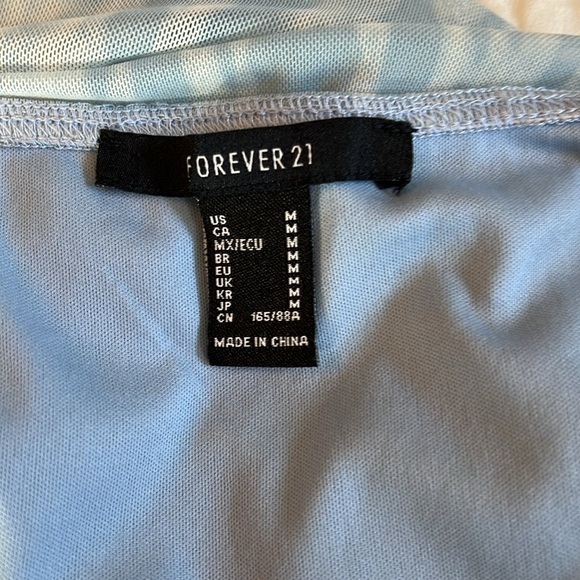 FOREVER 21
US M
CA M
MX/ECU M
BR M
EU M
UK M
KR M
JP M
CN 165/88A
MADE IN CHINA